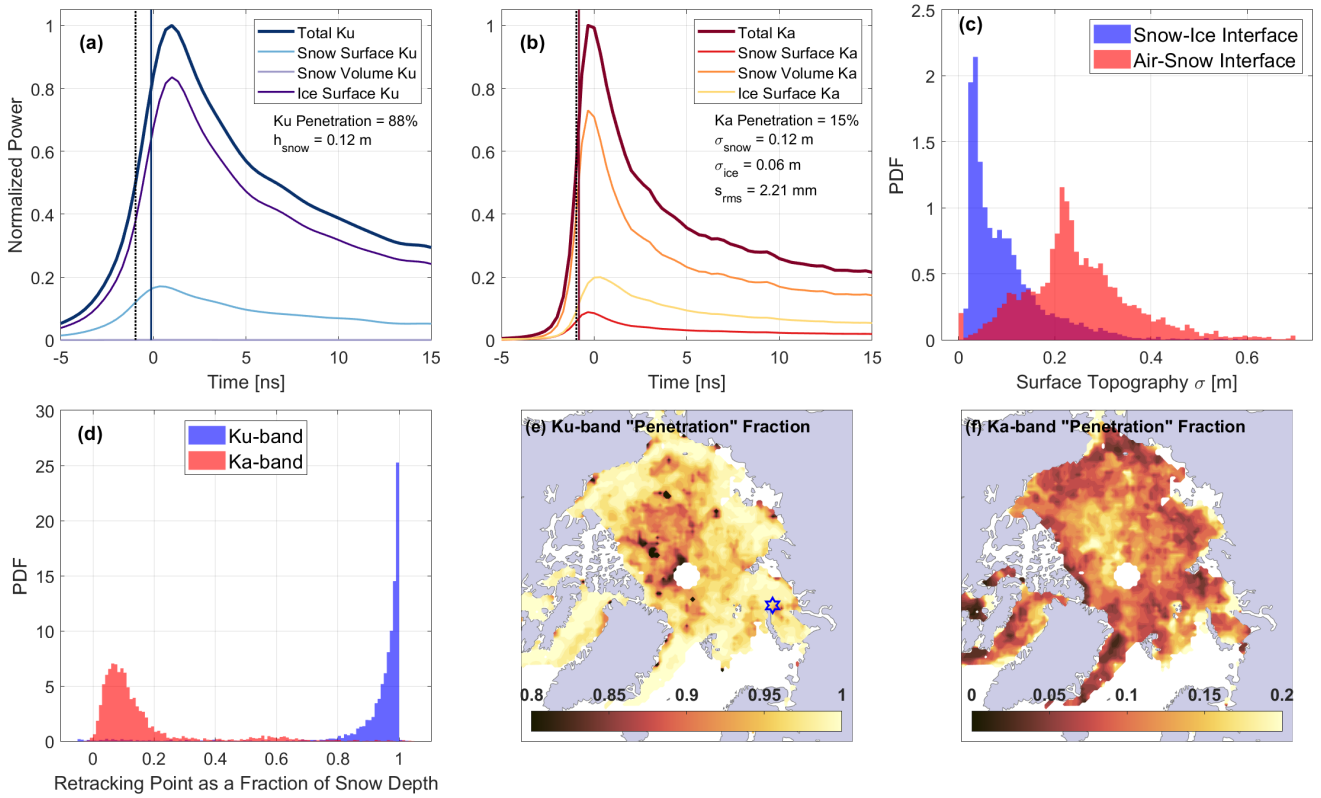 (a)
Total Ku
Snow Surface Ku
Snow Volume Ku
Ice Surface Ku
Ku Penetration = 88%
h_snow = 0.12 m
Normalized Power
1
0.8
0.6
0.4
0.2
0
-5
0
5
10
15
Time [ns]
(b)
Total Ka
Snow Surface Ka
Snow Volume Ka
Ice Surface Ka
Ka Penetration = 15%
σ_snow = 0.12 m
σ_ice = 0.06 m
s_rms = 2.21 mm
1
0.8
0.6
0.4
0.2
0
-5
0
5
10
15
Time [ns]
(c)
Snow-Ice Interface
Air-Snow Interface
PDF
2.5
2
1.5
1
0.5
0
0
0.2
0.4
0.6
Surface Topography σ [m]
(d)
Ku-band
Ka-band
PDF
30
25
20
15
10
5
0
0
0.2
0.4
0.6
0.8
1
Retracking Point as a Fraction of Snow Depth
(e) Ku-band "Penetration" Fraction
0.8
0.85
0.9
0.95
1
(f) Ka-band "Penetration" Fraction
0
0.05
0.1
0.15
0.2